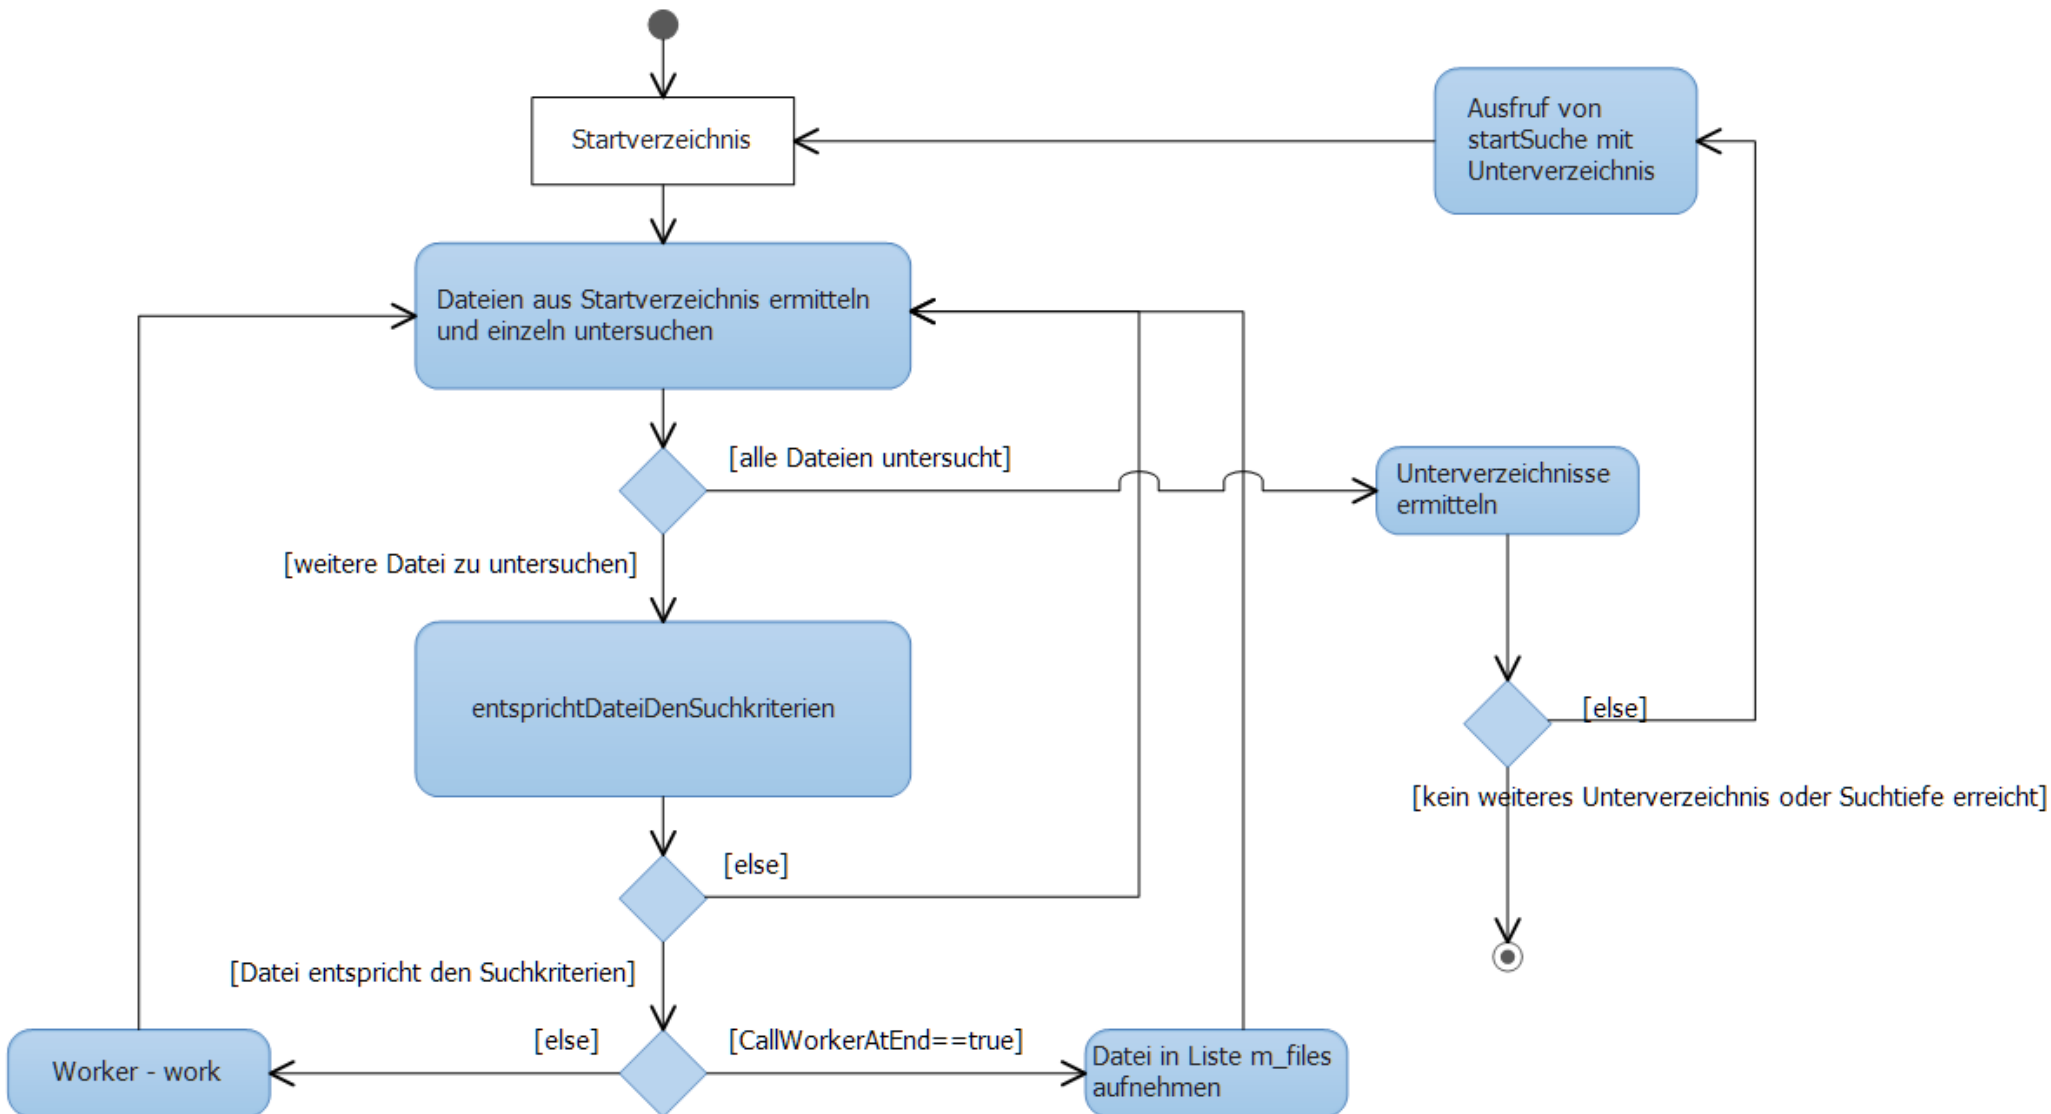 Startverzeichnis
Ausfruf von
startSuche mit
Unterverzeichnis
Dateien aus Startverzeichnis ermitteln
und einzeln untersuchen
[alle Dateien untersucht]
Unterverzeichnisse
ermitteln
[weitere Datei zu untersuchen]
entsprichtDateiDenSuchkriterien
[else]
[kein weiteres Unterverzeichnis oder Suchtiefe erreicht]
[else]
[Datei entspricht den Suchkriterien]
[else]
[CallWorkerAtEnd==true]
Worker - work
Datei in Liste m_files
aufnehmen